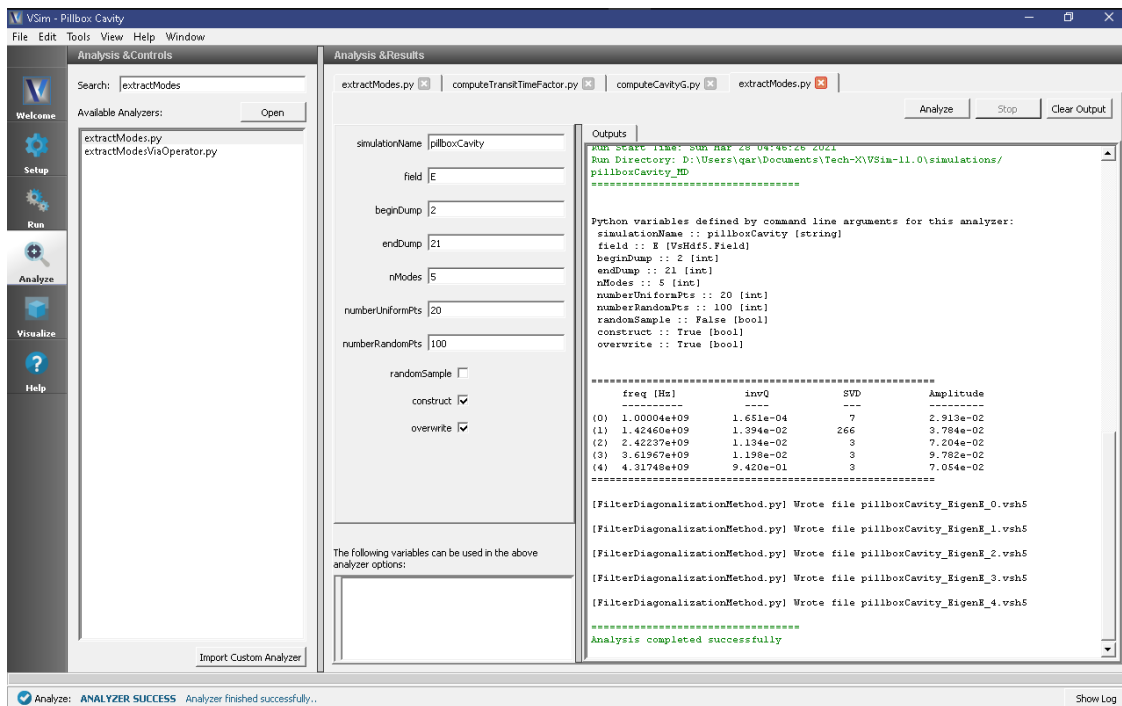 VSim - Pillbox Cavity
File Edit Tools View Help Window
Analysis &Controls
Analysis &Results
Welcome
Setup
Run
Analyze
Visualize
Help
Search: extractModes
Available Analyzers: Open
extractModes.py
extractModesViaOperator.py
Import Custom Analyzer
extractModes.py computeTransitTimeFactor.py computeCavityG.py extractModes.py
Analyze Stop Clear Output
simulationName pillboxCavity
field E
beginDump 2
endDump 21
nModes 5
numberUniformPts 20
numberRandomPts 100
randomSample
construct
overwrite
The following variables can be used in the above
analyzer options:
Outputs
Run Start Time: Sun Mar 28 04:46:26 2021
Run Directory: D:\Users\qar\Documents\Tech-X\VSim-11.0\simulations/
pillboxCavity_MD
==================================
Python variables defined by command line arguments for this analyzer:
simulationName :: pillboxCavity [string]
field :: E [VsHdf5.Field]
beginDump :: 2 [int]
endDump :: 21 [int]
nModes :: 5 [int]
numberUniformPts :: 20 [int]
numberRandomPts :: 100 [int]
randomSample :: False [bool]
construct :: True [bool]
overwrite :: True [bool]
========================================================
freq [Hz] invQ SVD Amplitude
---------- ---- --- ---------
(0) 1.00004e+09 1.651e-04 7 2.913e-02
(1) 1.42460e+09 1.394e-02 266 3.784e-02
(2) 2.42237e+09 1.134e-02 3 7.204e-02
(3) 3.61967e+09 1.198e-02 3 9.782e-02
(4) 4.31748e+09 9.420e-01 3 7.054e-02
========================================================
[FilterDiagonalizationMethod.py] Wrote file pillboxCavity_EigenE_0.vsh5
[FilterDiagonalizationMethod.py] Wrote file pillboxCavity_EigenE_1.vsh5
[FilterDiagonalizationMethod.py] Wrote file pillboxCavity_EigenE_2.vsh5
[FilterDiagonalizationMethod.py] Wrote file pillboxCavity_EigenE_3.vsh5
[FilterDiagonalizationMethod.py] Wrote file pillboxCavity_EigenE_4.vsh5
==================================
Analysis completed successfully
Analyze: ANALYZER SUCCESS Analyzer finished successfully..
Show Log